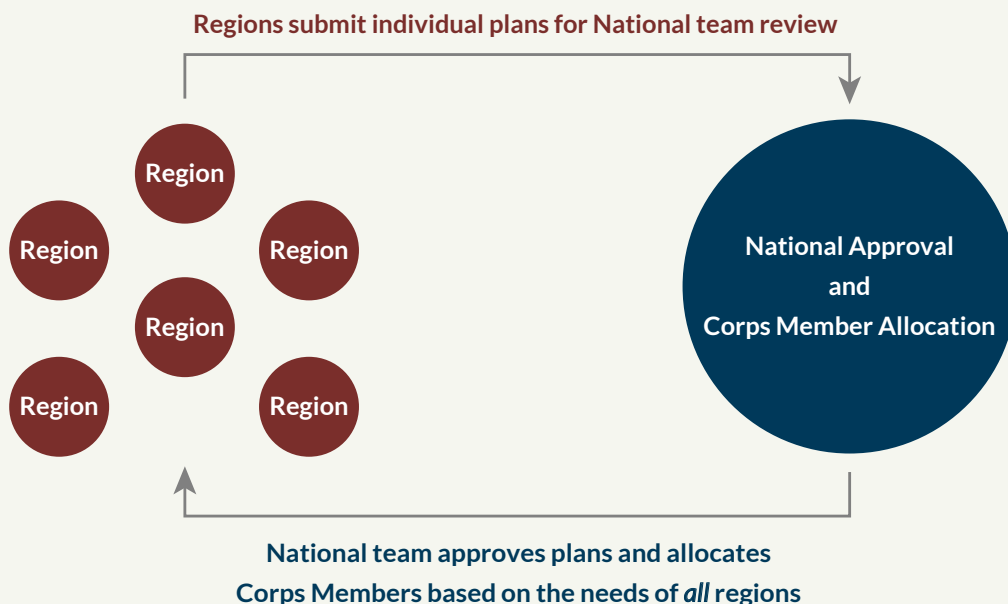 Regions submit individual plans for National team review
Region
Region
Region
Region
Region
Region
National Approval
and
Corps Member Allocation
National team approves plans and allocates
Corps Members based on the needs of all regions